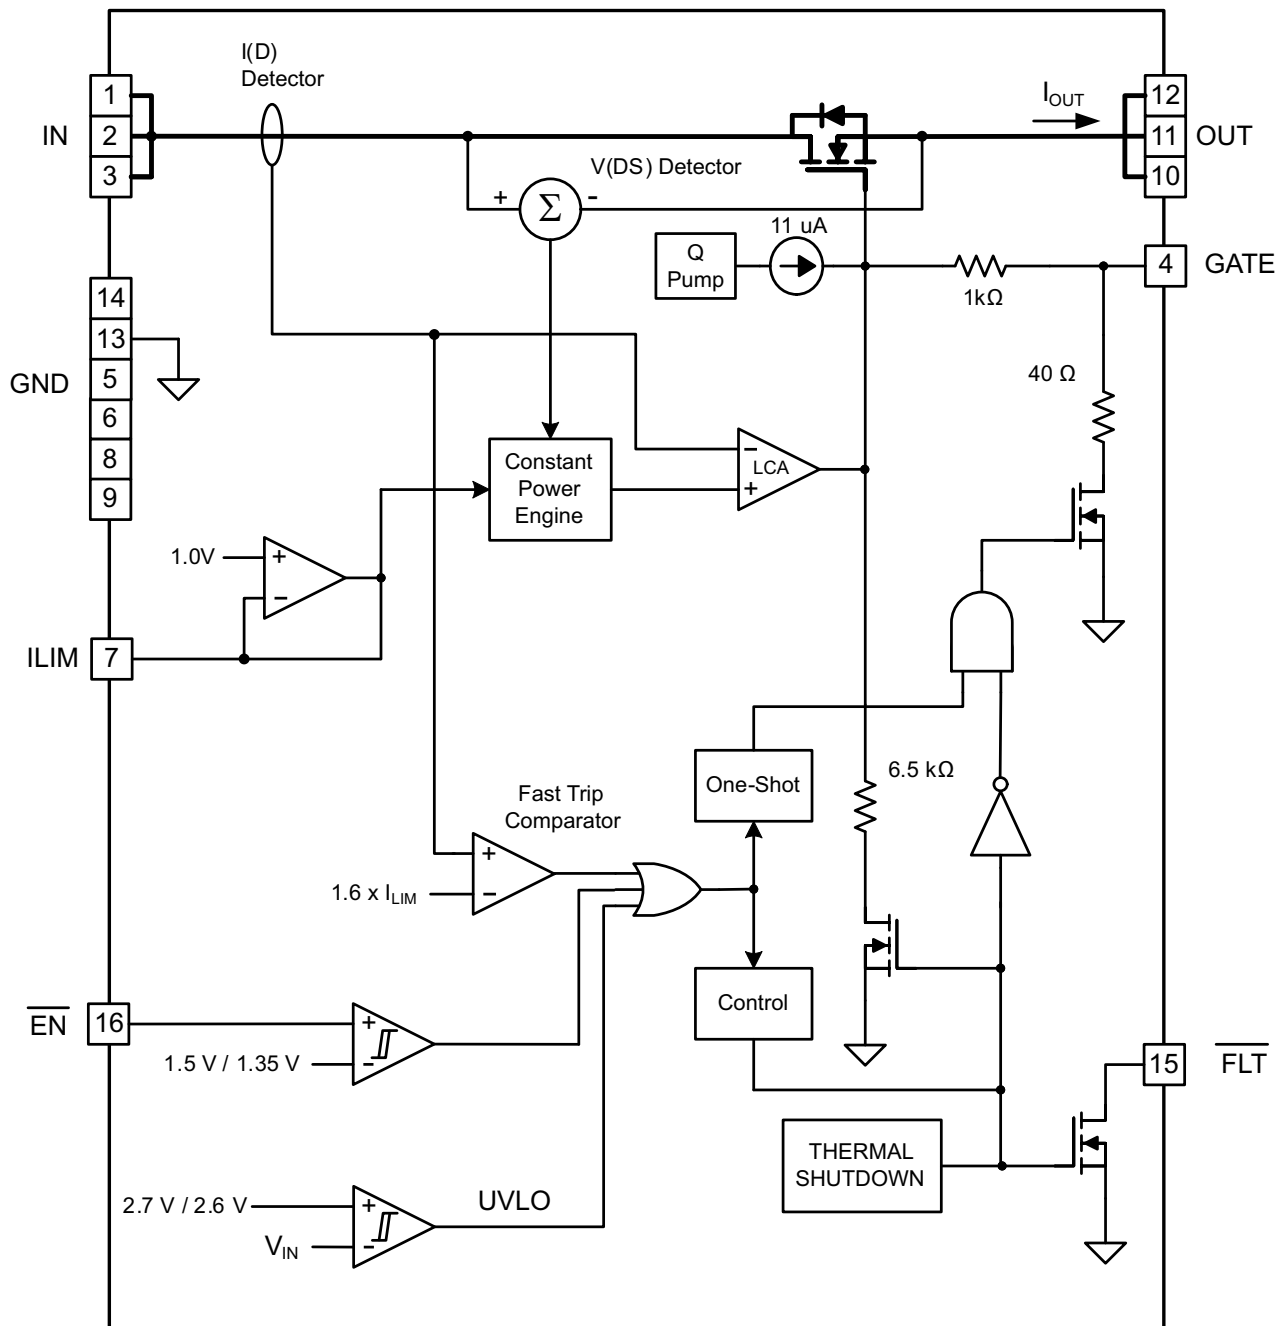 I(D)
Detector
1
2
3
IN
IOUT
12
11
10
OUT
V(DS) Detector
+
Σ
-
11 uA
Q
Pump
1kΩ
4
GATE
14
13
5
6
8
9
GND
40 Ω
Constant
Power
Engine
−
LCA
+
1.0V
+
−
ILIM
7
One-Shot
6.5 kΩ
Fast Trip
Comparator
+
1.6 x ILIM
−
Control
EN
16
+
1.5 V / 1.35 V
-
15
FLT
THERMAL
SHUTDOWN
2.7 V / 2.6 V
+
UVLO
VIN
-